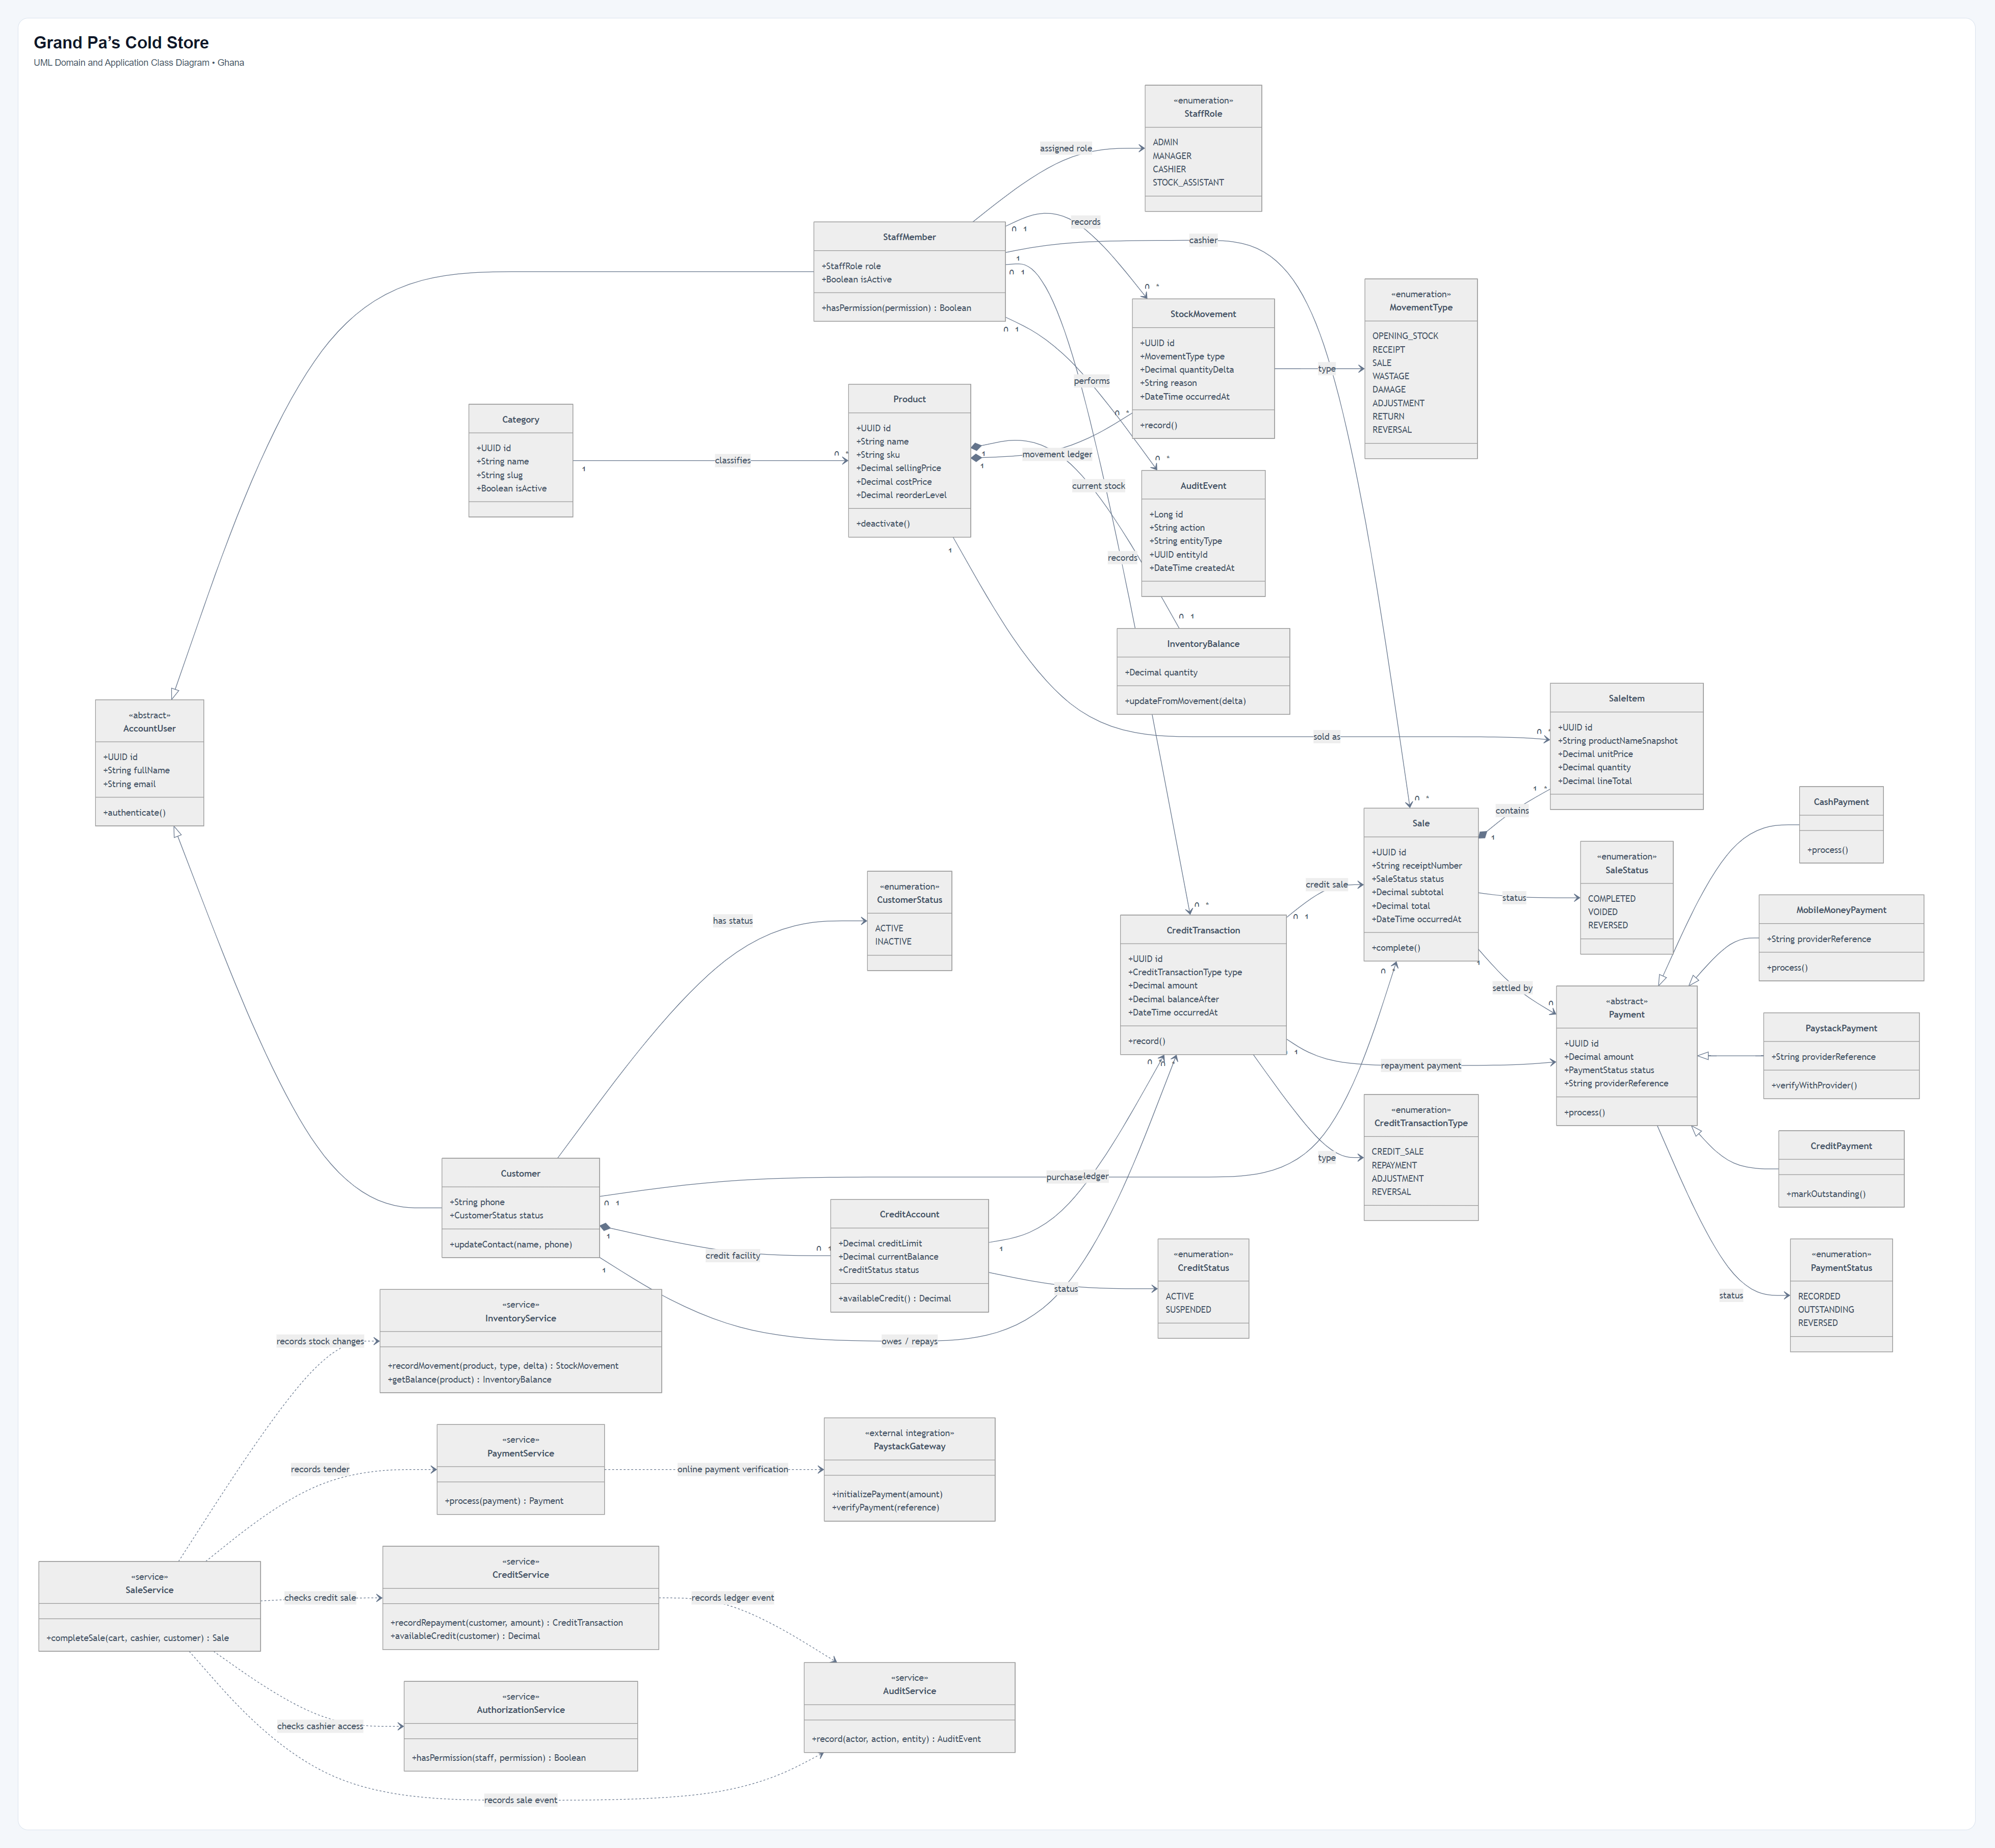 Grand Pa’s Cold Store
UML Domain and Application Class Diagram • Ghana
«enumeration»
StaffRole
ADMIN
MANAGER
CASHIER
STOCK_ASSISTANT
assigned role
StaffMember
+StaffRole role
+Boolean isActive
+hasPermission(permission) : Boolean
records
cashier
performs
records
StockMovement
+UUID id
+MovementType type
+Decimal quantityDelta
+String reason
+DateTime occurredAt
+record()
type
«enumeration»
MovementType
OPENING_STOCK
RECEIPT
SALE
WASTAGE
DAMAGE
ADJUSTMENT
RETURN
REVERSAL
Category
+UUID id
+String name
+String slug
+Boolean isActive
1
classifies
Product
+UUID id
+String name
+String sku
+Decimal sellingPrice
+Decimal costPrice
+Decimal reorderLevel
+deactivate()
1
1
1
movement ledger
current stock
AuditEvent
+Long id
+String action
+String entityType
+UUID entityId
+DateTime createdAt
InventoryBalance
+Decimal quantity
+updateFromMovement(delta)
sold as
SaleItem
+UUID id
+String productNameSnapshot
+Decimal unitPrice
+Decimal quantity
+Decimal lineTotal
1 *
contains
1
«abstract»
AccountUser
+UUID id
+String fullName
+String email
+authenticate()
Sale
+UUID id
+String receiptNumber
+SaleStatus status
+Decimal subtotal
+Decimal total
+DateTime occurredAt
+complete()
CashPayment
+process()
«enumeration»
SaleStatus
COMPLETED
VOIDED
REVERSED
status
credit sale
settled by
MobileMoneyPayment
+String providerReference
+process()
«enumeration»
CustomerStatus
ACTIVE
INACTIVE
has status
CreditTransaction
+UUID id
+CreditTransactionType type
+Decimal amount
+Decimal balanceAfter
+DateTime occurredAt
+record()
repayment payment
«abstract»
Payment
+UUID id
+Decimal amount
+PaymentStatus status
+String providerReference
+process()
PaystackPayment
+String providerReference
+verifyWithProvider()
CreditPayment
+markOutstanding()
«enumeration»
CreditTransactionType
CREDIT_SALE
REPAYMENT
ADJUSTMENT
REVERSAL
type
Customer
+String phone
+CustomerStatus status
+updateContact(name, phone)
1
1
purchase
ledger
credit facility
CreditAccount
+Decimal creditLimit
+Decimal currentBalance
+CreditStatus status
+availableCredit() : Decimal
1
status
«enumeration»
CreditStatus
ACTIVE
SUSPENDED
status
«enumeration»
PaymentStatus
RECORDED
OUTSTANDING
REVERSED
owes / repays
«service»
InventoryService
+recordMovement(product, type, delta) : StockMovement
+getBalance(product) : InventoryBalance
records stock changes
«service»
PaymentService
+process(payment) : Payment
records tender
online payment verification
«external integration»
PaystackGateway
+initializePayment(amount)
+verifyPayment(reference)
«service»
SaleService
+completeSale(cart, cashier, customer) : Sale
checks credit sale
«service»
CreditService
+recordRepayment(customer, amount) : CreditTransaction
+availableCredit(customer) : Decimal
records ledger event
«service»
AuthorizationService
+hasPermission(staff, permission) : Boolean
checks cashier access
«service»
AuditService
+record(actor, action, entity) : AuditEvent
records sale event